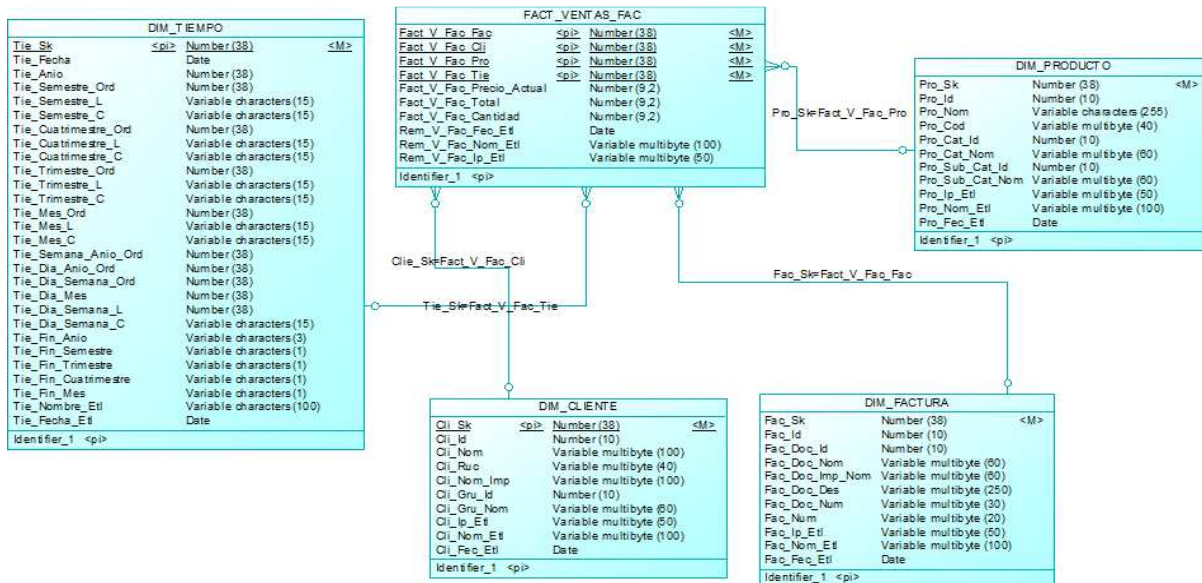 DIM_TIEMPO
Tie_Sk <pi> Number (38) <M>
Tie_Fecha Date
Tie_Anio Number (38)
Tie_Semestre_Ord Number (38)
Tie_Semestre_L Variable characters (15)
Tie_Semestre_C Variable characters (15)
Tie_Cuatrimestre_Ord Number (38)
Tie_Cuatrimestre_L Variable characters (15)
Tie_Cuatrimestre_C Variable characters (15)
Tie_Trimestre_Ord Number (38)
Tie_Trimestre_L Variable characters (15)
Tie_Trimestre_C Variable characters (15)
Tie_Mes_Ord Number (38)
Tie_Mes_L Variable characters (15)
Tie_Mes_C Variable characters (15)
Tie_Semana_Anio_Ord Number (38)
Tie_Dia_Anio_Ord Number (38)
Tie_Dia_Semana_Ord Number (38)
Tie_Dia_Mes Number (38)
Tie_Dia_Semana_L Number (38)
Tie_Dia_Semana_C Variable characters (15)
Tie_Fin_Anio Variable characters (3)
Tie_Fin_Semestre Variable characters (1)
Tie_Fin_Trimestre Variable characters (1)
Tie_Fin_Cuatrimestre Variable characters (1)
Tie_Fin_Mes Variable characters (1)
Tie_Nombre_Etl Variable characters (100)
Tie_Fecha_Etl Date
Identifier_1 <pi>
FACT_VENTAS_FAC
Fact_V_Fac_Fac <pi> Number (38) <M>
Fact_V_Fac_Cli <pi> Number (38) <M>
Fact_V_Fac_Pro <pi> Number (38) <M>
Fact_V_Fac_Tie <pi> Number (38) <M>
Fact_V_Fac_Precio_Actual Number (9,2)
Fact_V_Fac_Total Number (9,2)
Fact_V_Fac_Cantidad Number (9,2)
Rem_V_Fac_Fec_Etl Date
Rem_V_Fac_Nom_Etl Variable multibyte (100)
Rem_V_Fac_Ip_Etl Variable multibyte (50)
Identifier_1 <pi>
Pro_Sk=Fact_V_Fac_Pro
DIM_PRODUCTO
Pro_Sk Number (38) <M>
Pro_Id Number (10)
Pro_Nom Variable characters (255)
Pro_Cod Variable multibyte (40)
Pro_Cat_Id Number (10)
Pro_Cat_Nom Variable multibyte (60)
Pro_Sub_Cat_Id Number (10)
Pro_Sub_Cat_Nom Variable multibyte (60)
Pro_Ip_Etl Variable multibyte (50)
Pro_Nom_Etl Variable multibyte (100)
Pro_Fec_Etl Date
Identifier_1 <pi>
Clie_Sk=Fact_V_Fac_Cli
Tie_Sk=Fact_V_Fac_Tie
Fac_Sk=Fact_V_Fac_Fac
DIM_CLIENTE
Cli_Sk <pi> Number (38) <M>
Cli_Id Number (10)
Cli_Nom Variable multibyte (100)
Cli_Ruc Variable multibyte (40)
Cli_Nom_Imp Variable multibyte (100)
Cli_Gru_Id Number (10)
Cli_Gru_Nom Variable multibyte (60)
Cli_Ip_Etl Variable multibyte (50)
Cli_Nom_Etl Variable multibyte (100)
Cli_Fec_Etl Date
Identifier_1 <pi>
DIM_FACTURA
Fac_Sk Number (38) <M>
Fac_Id Number (10)
Fac_Doc_Id Number (10)
Fac_Doc_Nom Variable multibyte (60)
Fac_Doc_Imp_Nom Variable multibyte (60)
Fac_Doc_Des Variable multibyte (250)
Fac_Doc_Num Variable multibyte (30)
Fac_Num Variable multibyte (20)
Fac_Ip_Etl Variable multibyte (50)
Fac_Nom_Etl Variable multibyte (100)
Fac_Fec_Etl Date
Identifier_1 <pi>